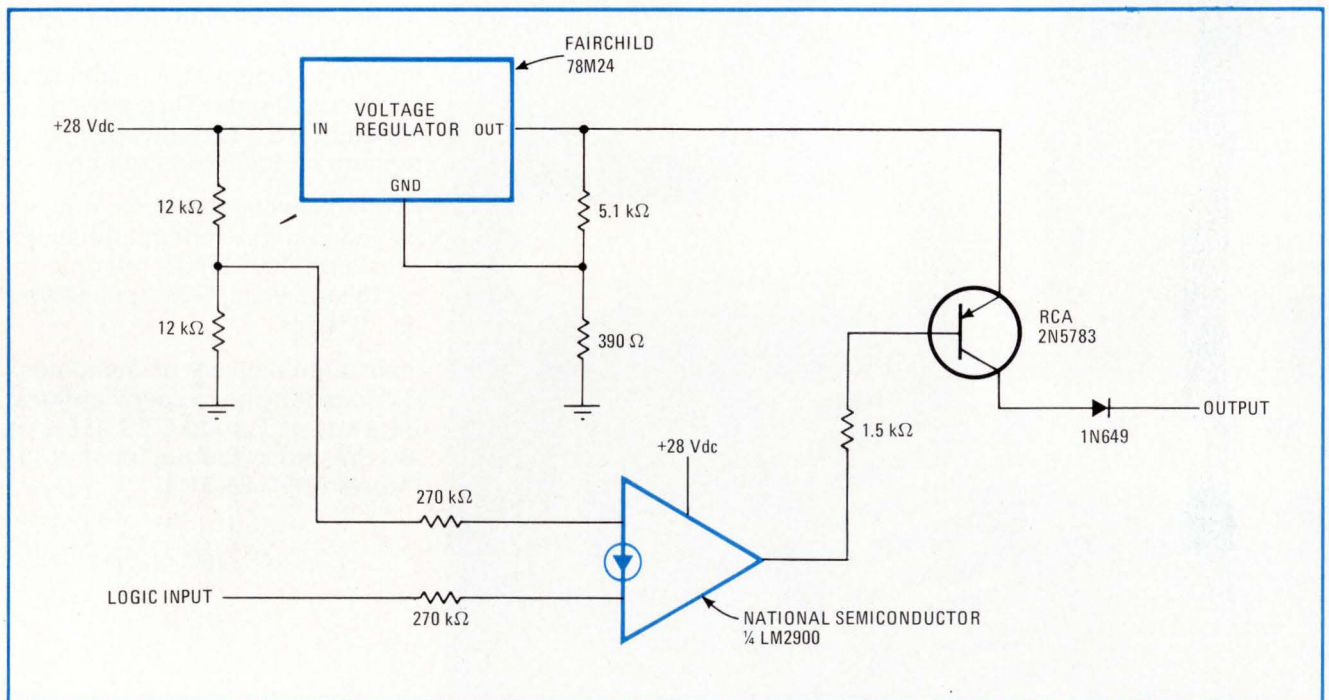 FAIRCHILD
78M24
+28 Vdc
IN
VOLTAGE
REGULATOR
OUT
GND
12 kΩ
5.1 kΩ
12 kΩ
390 Ω
RCA
2N5783
1.5 kΩ
OUTPUT
1N649
+28 Vdc
270 kΩ
LOGIC INPUT
270 kΩ
NATIONAL SEMICONDUCTOR
¼ LM2900